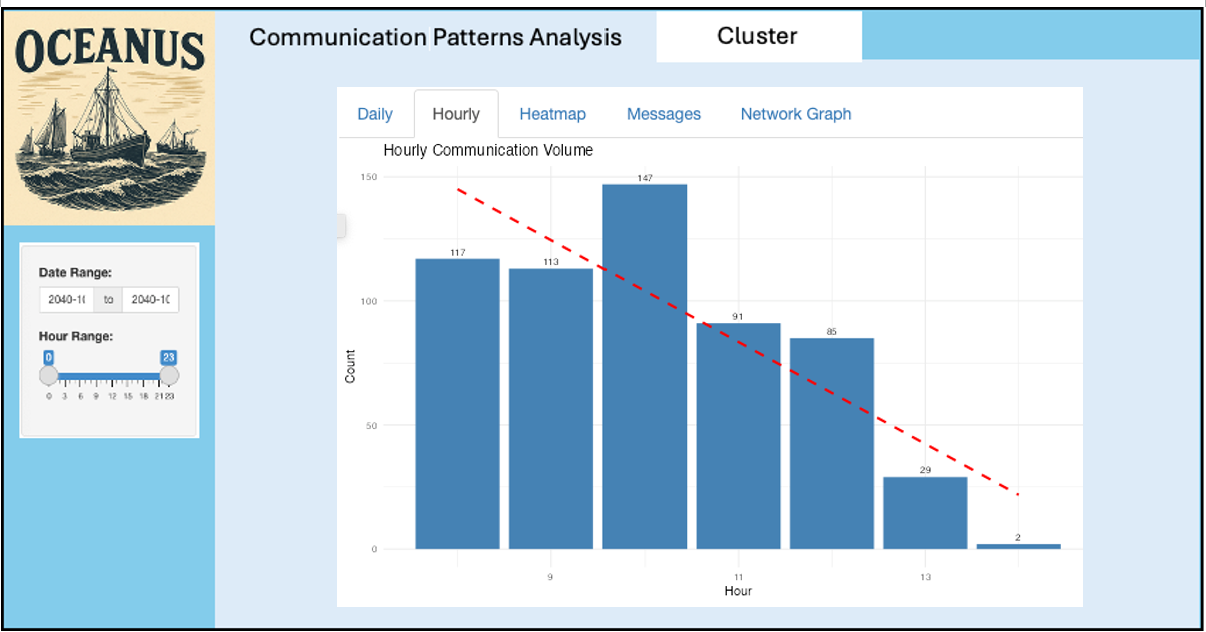 OCEANUS
Communication Patterns Analysis
Cluster
Daily
Hourly
Heatmap
Messages
Network Graph
Date Range:
2040-10 to 2040-10
Hour Range:
0 23
0 3 6 9 12 15 18 21 23
Hourly Communication Volume
150
100
50
0
Count
117
113
147
91
85
29
2
9 11 13
Hour